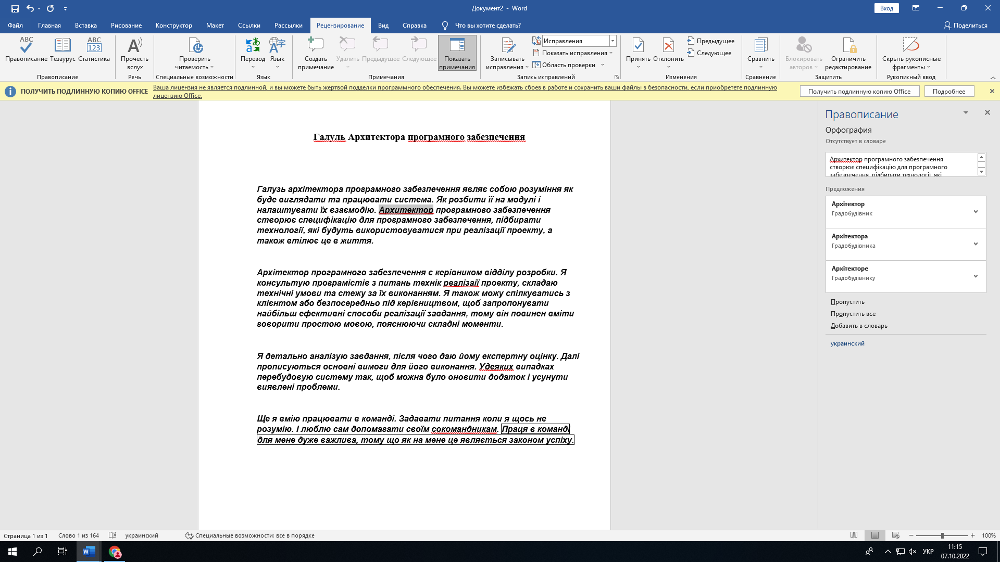 Документ2 - Word
Вход
Файл Главная Вставка Рисование Конструктор Макет Ссылки Рассылки Рецензирование Вид Справка Что вы хотите сделать? Поделиться
Правописание Тезаурус Статистика
Правописание
Прочесть вслух
Речь
Проверить читаемость
Специальные возможности
Перевод Язык
Язык
Создать примечание Удалить Предыдущее Следующее Показать примечания
Примечания
Записывать исправления
Исправления
Показать исправления
Область проверки
Запись исправлений
Принять Отклонить
Предыдущее
Следующее
Изменения
Сравнить
Сравнение
Блокировать авторов Ограничить редактирование
Защитить
Скрыть рукописные фрагменты
Рукописный ввод
ПОЛУЧИТЬ ПОДЛИННУЮ КОПИЮ OFFICE
Ваша лицензия не является подлинной, и вы можете быть жертвой подделки программного обеспечения. Вы можете избежать сбоев в работе и сохранить ваши файлы в безопасности, если приобретете подлинную
лицензию Office.
Получить подлинную копию Office
Подробнее
Галуль Архитектора програмного забезпечення
Галузь архітектора програмного забезпечення являє собою розуміння як
буде виглядати та працювати система. Як розбити її на модулі і
налаштувати їх взаємодію. Архитектор програмного забезпечення
створює специфікацію для програмного забезпечення, підбирати
технології, які будуть використовуватися при реалізації проекту, а
також втілює це в життя.
Архітектор програмного забезпечення є керівником відділу розробки. Я
консультую програмістів з питань технік реалізаїї проекту, складаю
технічні умови та стежу за їх виконанням. Я також можу спілкуватись з
клієнтом або безпосередньо під керівництвом, щоб запропонувати
найбільш ефективні способи реалізації завдання, тому він повинен вміти
говорити простою мовою, пояснюючи складні моменти.
Я детально аналізую завдання, після чого даю йому експертну оцінку. Далі
прописуються основні вимоги для його виконання. Удеяких випадках
перебудовую систему так, щоб можна було оновити додаток і усунути
виявлені проблеми.
Ще я вмію працювати в команді. Задавати питання коли я щось не
розумію. І люблю сам допомагати своїм сокомандникам. Праця в команді
для мене дуже важлива, тому що як на мене це являється законом успіху.
Правописание
Орфография
Отсутствует в словаре
Архитектор програмного забезпечення
створює специфікацію для програмного
забезпечення, підбирати технології, які
Предложения
Архітектор
Градобудівник
Архітектора
Градобудівника
Архітекторе
Градобудівнику
Пропустить
Пропустить все
Добавить в словарь
украинский
Страница 1 из 1 Слово 1 из 164 украинский Специальные возможности: все в порядке 100%
УКР
11:15
07.10.2022